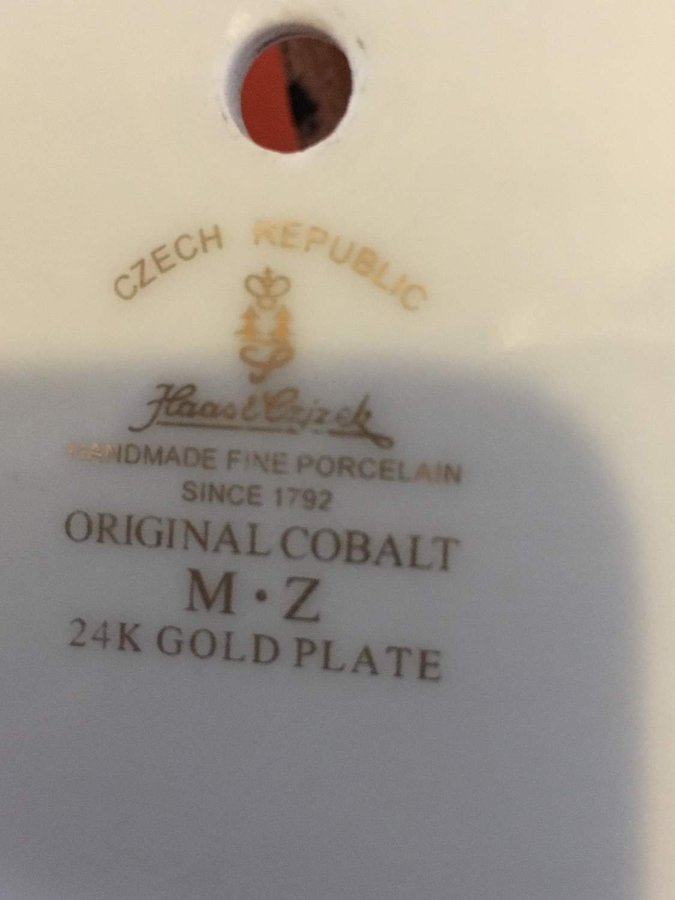 CZECH REPUBLIC
Haas & Czjzek
HANDMADE FINE PORCELAIN
SINCE 1792
ORIGINAL COBALT
M · Z
24K GOLD PLATE